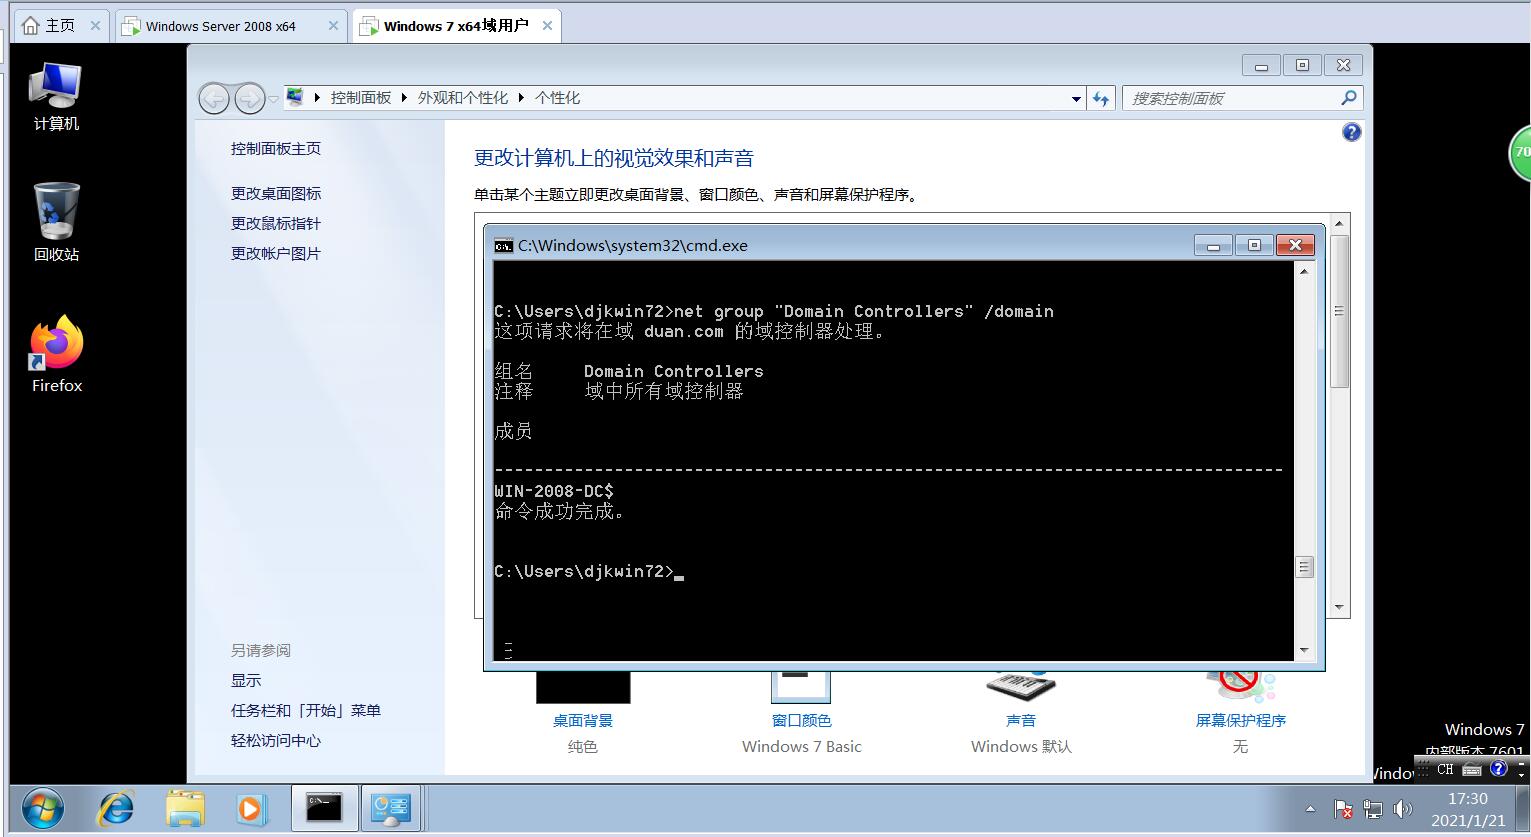 主页
Windows Server 2008 x64
Windows 7 x64域用户
计算机
回收站
Firefox
控制面板
外观和个性化
个性化
搜索控制面板
控制面板主页
更改桌面图标
更改鼠标指针
更改帐户图片
更改计算机上的视觉效果和声音
单击某个主题立即更改桌面背景、窗口颜色、声音和屏幕保护程序。
C:\Windows\system32\cmd.exe
C:\Users\djkwin72>net group "Domain Controllers" /domain
这项请求将在域 duan.com 的域控制器处理。
组名 Domain Controllers
注释 域中所有域控制器
成员
-------------------------------------------------------------------------------
WIN-2008-DC$
命令成功完成。
C:\Users\djkwin72>_
另请参阅
显示
任务栏和「开始」菜单
轻松访问中心
桌面背景
纯色
窗口颜色
Windows 7 Basic
声音
Windows 默认
屏幕保护程序
无
70
Windows 7
内部版本 7601
CH
17:30
2021/1/21